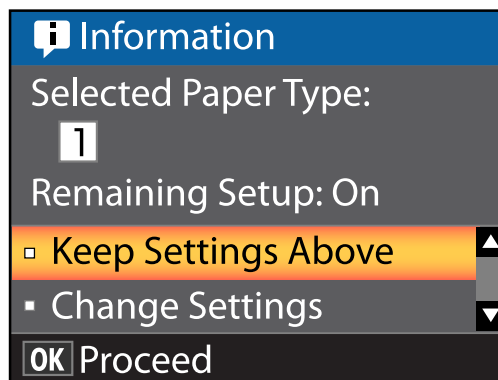 Information
Selected Paper Type:
1
Remaining Setup: On
Keep Settings Above
Change Settings
OK Proceed